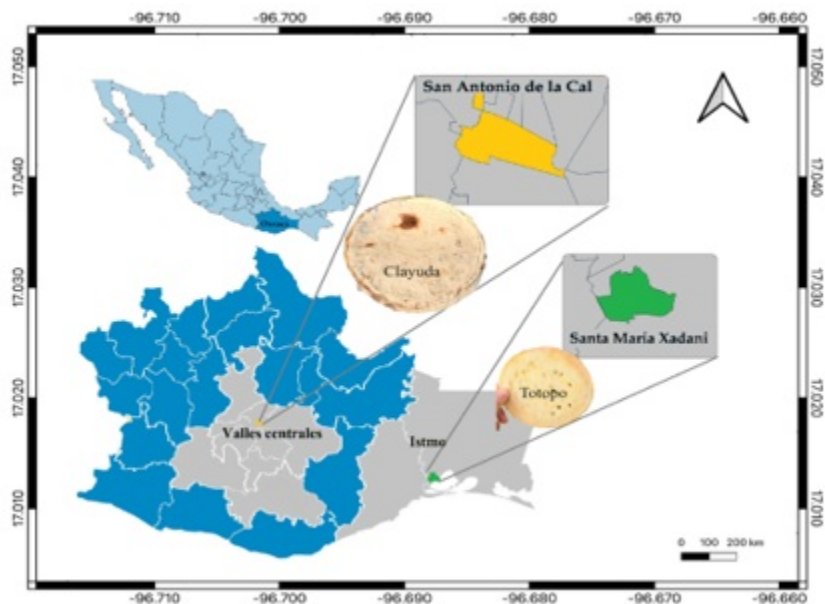 -96.710 -96.700 -96.690 -96.680 -96.670 -96.660
17.050 17.050
San Antonio de la Cal
17.040 17.040
Oaxaca
Clayuda
17.030 17.030
Santa María Xadani
Totopo
17.020 17.020
Valles centrales
Istmo
17.010 17.010
0 100 200 km
-96.710 -96.700 -96.690 -96.680 -96.670 -96.660